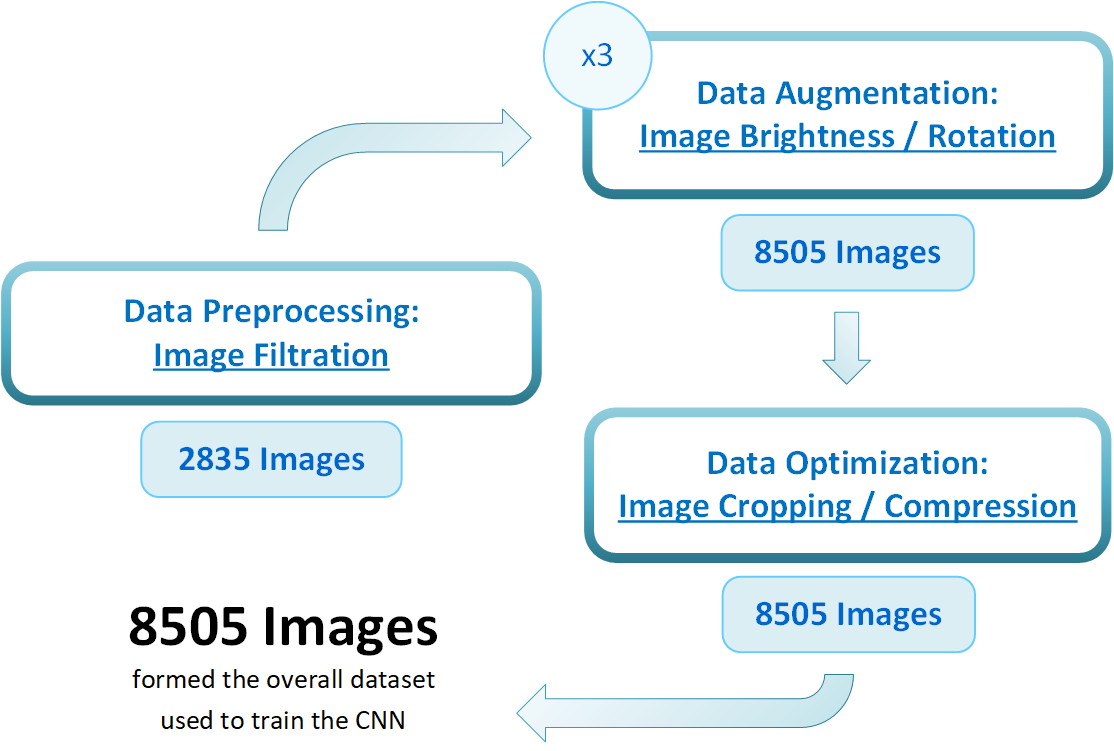 Data Preprocessing:
Image Filtration
2835 Images
x3
Data Augmentation:
Image Brightness / Rotation
8505 Images
Data Optimization:
Image Cropping / Compression
8505 Images
8505 Images
formed the overall dataset
used to train the CNN